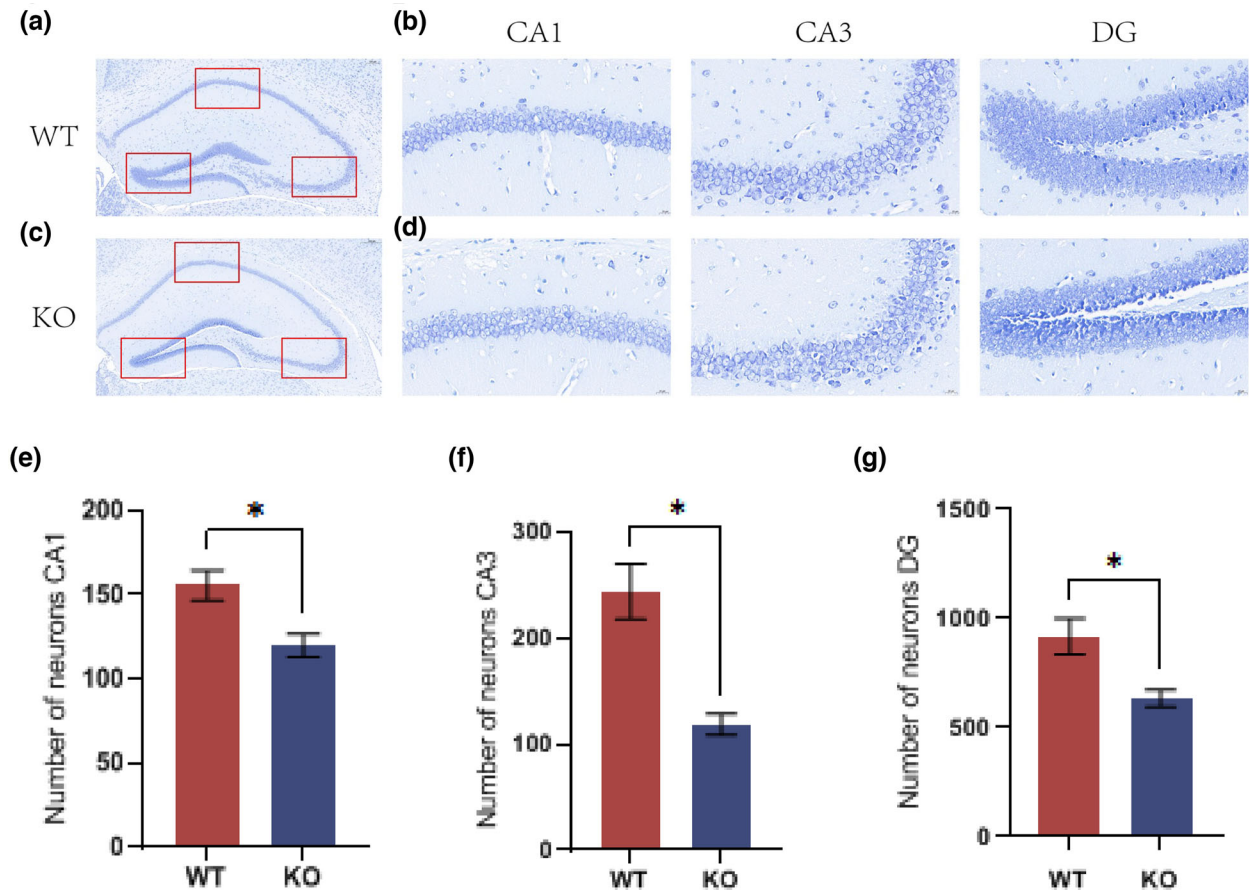 (a)
(b)
CA1
CA3
DG
WT
(c)
(d)
KO
(e)
(f)
(g)
Number of neurons CA1
200
150
100
50
0
*
WT
KO
Number of neurons CA3
300
200
100
0
*
WT
KO
Number of neurons DG
1500
1000
500
0
*
WT
KO